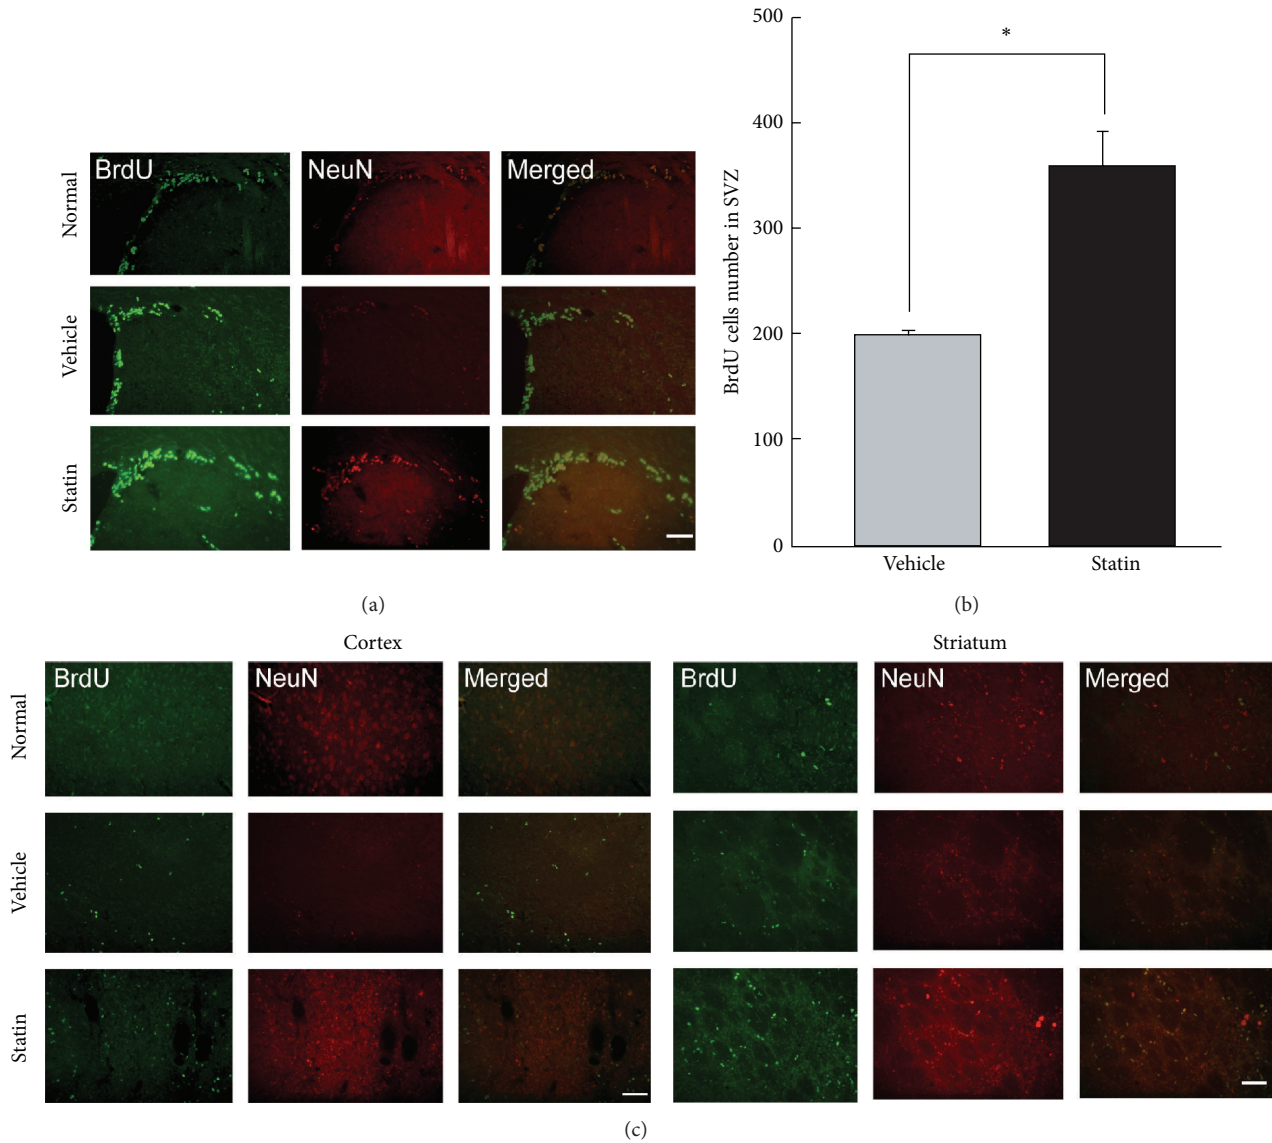 BrdU NeuN Merged
Normal
Vehicle
Statin
(a)
BrdU cells number in SVZ
500
400
300
200
100
0
*
Vehicle Statin
(b)
Cortex Striatum
BrdU NeuN Merged BrdU NeuN Merged
Normal
Vehicle
Statin
(c)